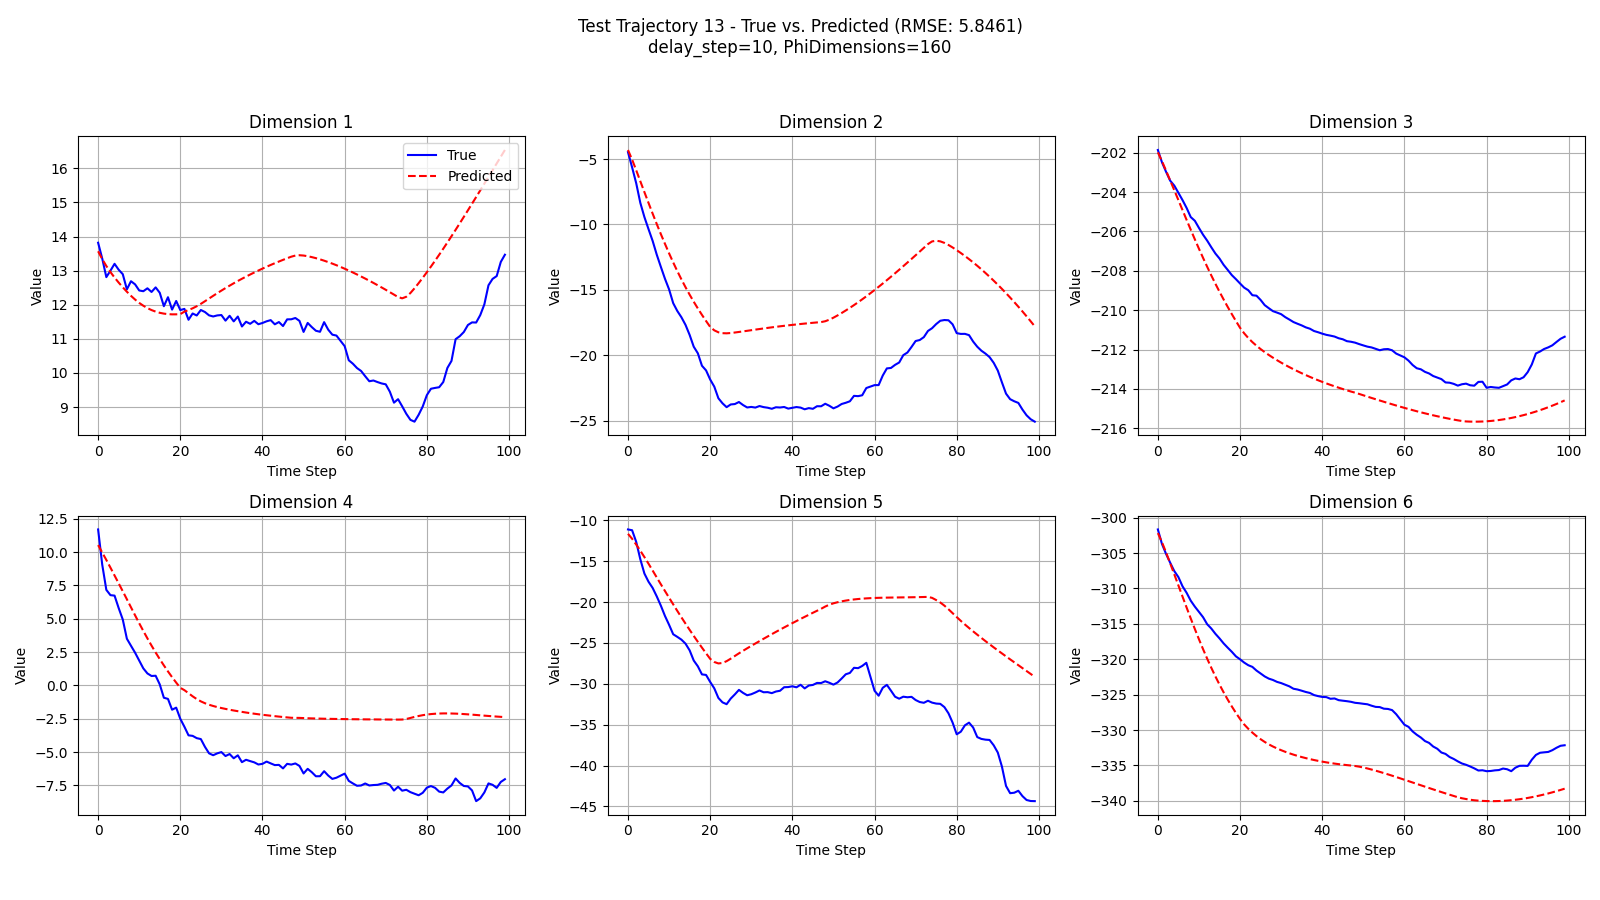 Test Trajectory 13 - True vs. Predicted (RMSE: 5.8461)
delay_step=10, PhiDimensions=160
Dimension 1
Value
16
15
14
13
12
11
10
9
0 20 40 60 80 100
Time Step
True
Predicted
Dimension 2
Value
−5
−10
−15
−20
−25
0 20 40 60 80 100
Time Step
Dimension 3
Value
−202
−204
−206
−208
−210
−212
−214
−216
0 20 40 60 80 100
Time Step
Dimension 4
Value
12.5
10.0
7.5
5.0
2.5
0.0
−2.5
−5.0
−7.5
0 20 40 60 80 100
Time Step
Dimension 5
Value
−10
−15
−20
−25
−30
−35
−40
−45
0 20 40 60 80 100
Time Step
Dimension 6
Value
−300
−305
−310
−315
−320
−325
−330
−335
−340
0 20 40 60 80 100
Time Step